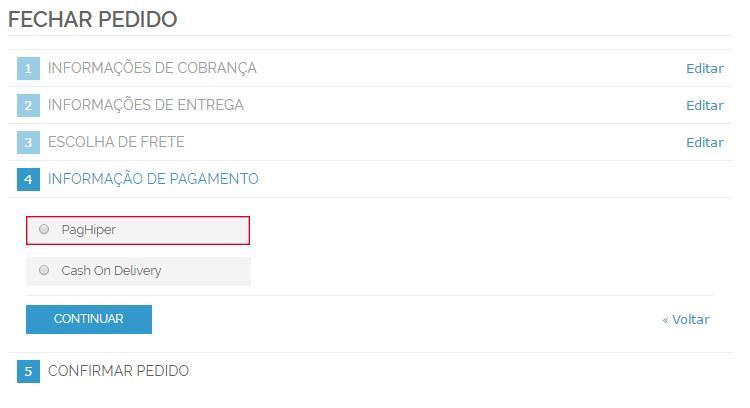 FECHAR PEDIDO
1 INFORMAÇÕES DE COBRANÇA Editar
2 INFORMAÇÕES DE ENTREGA Editar
3 ESCOLHA DE FRETE Editar
4 INFORMAÇÃO DE PAGAMENTO
PagHiper
Cash On Delivery
CONTINUAR « Voltar
5 CONFIRMAR PEDIDO